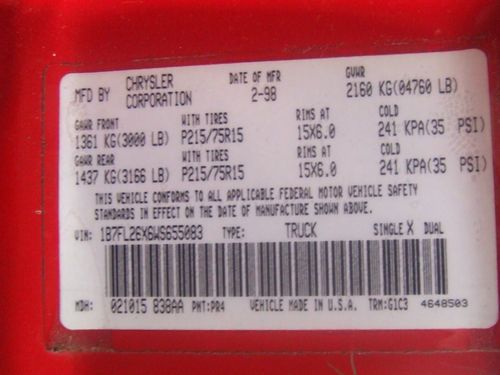 MFD BY CHRYSLER CORPORATION DATE OF MFR 2-98 GVWR 2160 KG(04760 LB)
GAWR FRONT WITH TIRES RIMS AT COLD
1361 KG(3000 LB) P215/75R15 15X6.0 241 KPA(35 PSI)
GAWR REAR WITH TIRES RIMS AT COLD
1437 KG(3166 LB) P215/75R15 15X6.0 241 KPA(35 PSI)
THIS VEHICLE CONFORMS TO ALL APPLICABLE FEDERAL MOTOR VEHICLE SAFETY
STANDARDS IN EFFECT ON THE DATE OF MANUFACTURE SHOWN ABOVE.
VIN: 1B7FL26X6WS655083 TYPE: TRUCK SINGLE X DUAL
MDH: 021015 838AA PWT:PR4 VEHICLE MADE IN U.S.A. TRM:G1C3 4648503